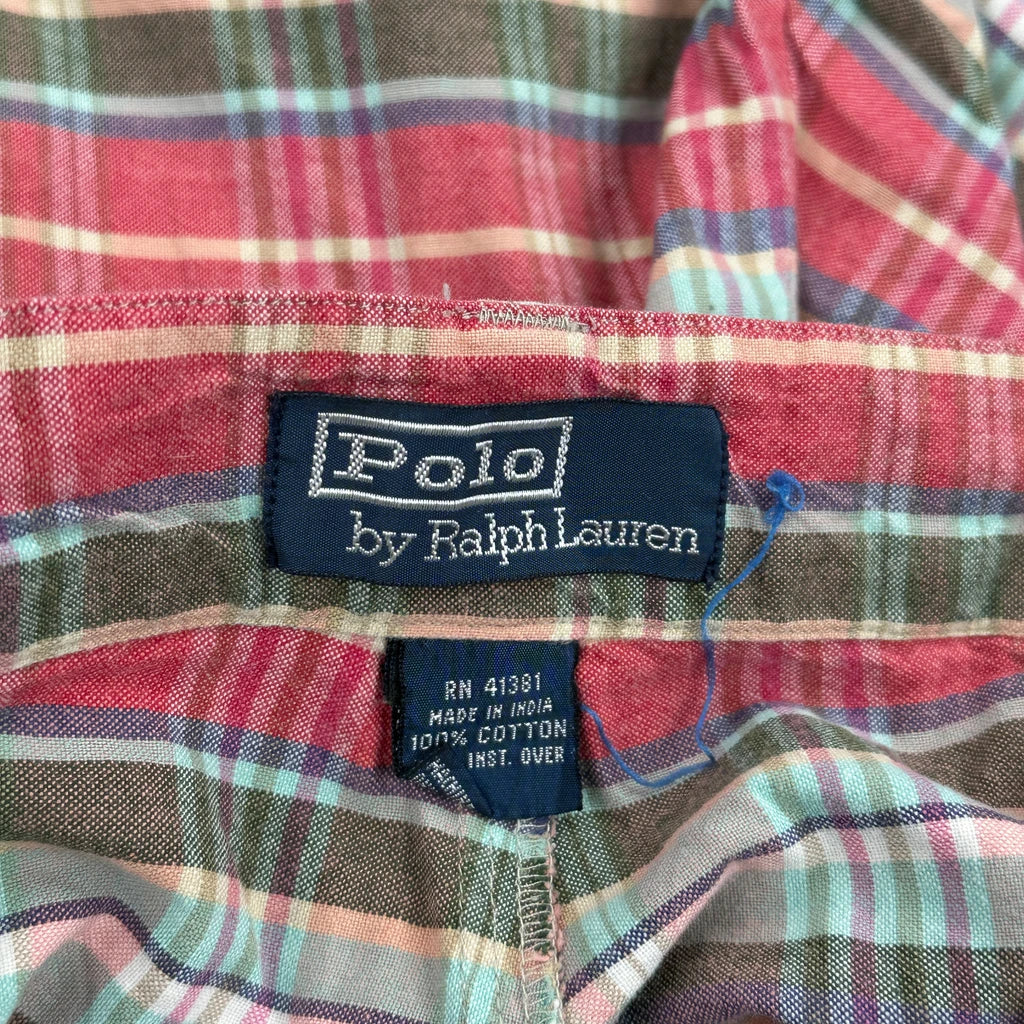 Polo
by Ralph Lauren
RN 41381
MADE IN INDIA
100% COTTON
INST. OVER